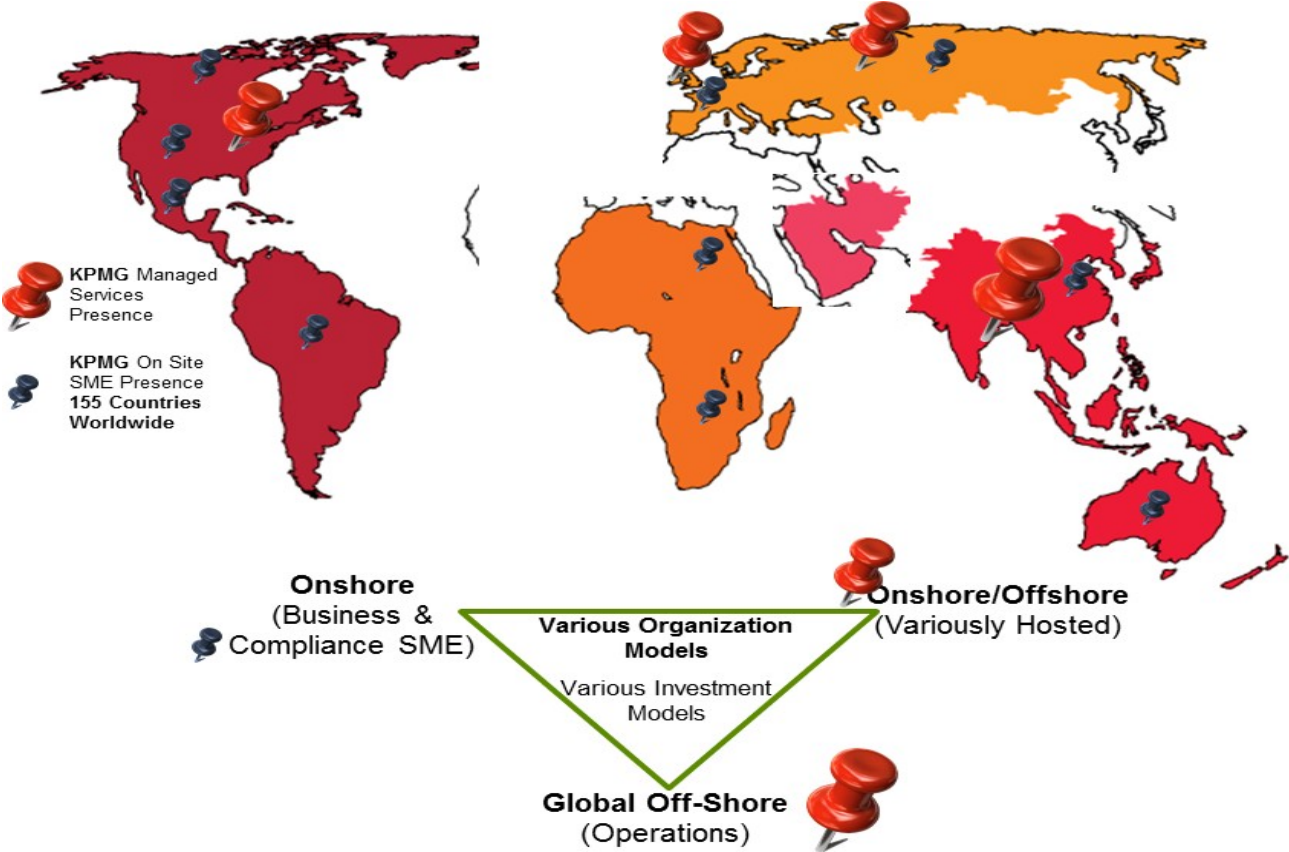 KPMG Managed
Services
Presence
KPMG On Site
SME Presence
155 Countries
Worldwide
Onshore
(Business &
Compliance SME)
Onshore/Offshore
(Variously Hosted)
Various Organization
Models
Various Investment
Models
Global Off-Shore
(Operations)